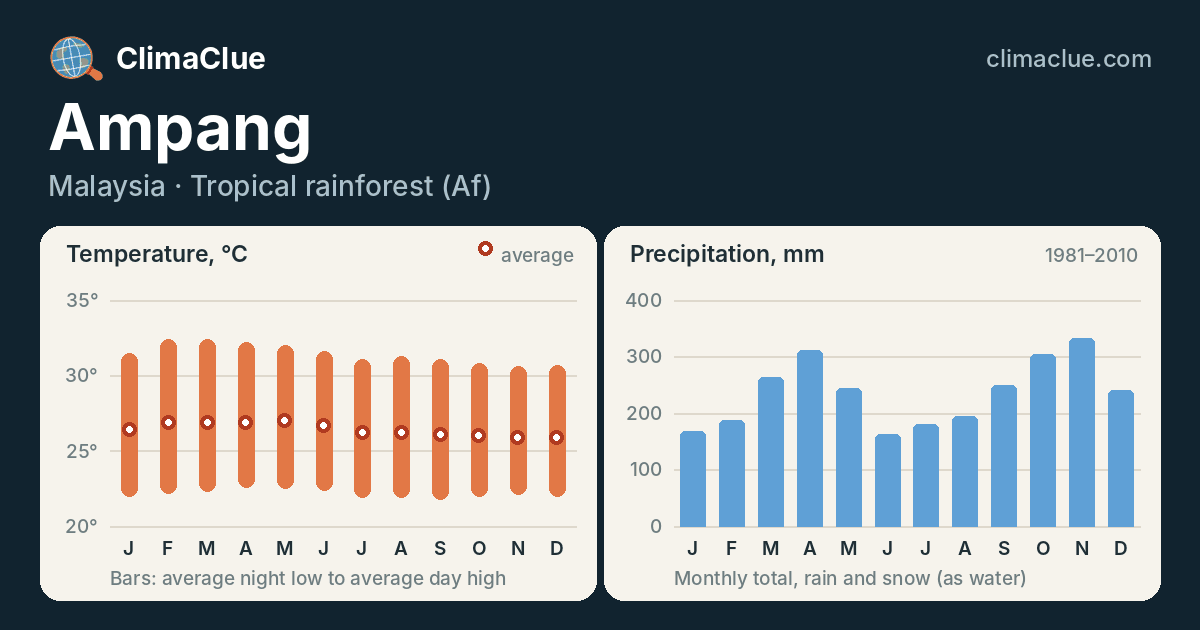 ClimaClue
climaclue.com
Ampang
Malaysia · Tropical rainforest (Af)
Temperature, °C
average
35°
30°
25°
20°
J F M A M J J A S O N D
Bars: average night low to average day high
Precipitation, mm
1981–2010
400
300
200
100
0
J F M A M J J A S O N D
Monthly total, rain and snow (as water)